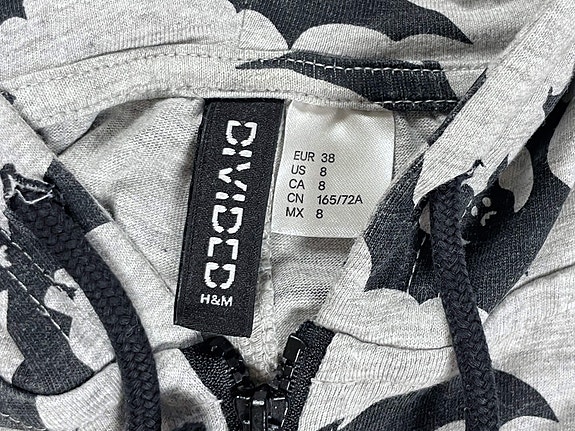 DIVIDED
H&M
EUR 38
US 8
CA 8
CN 165/72A
MX 8